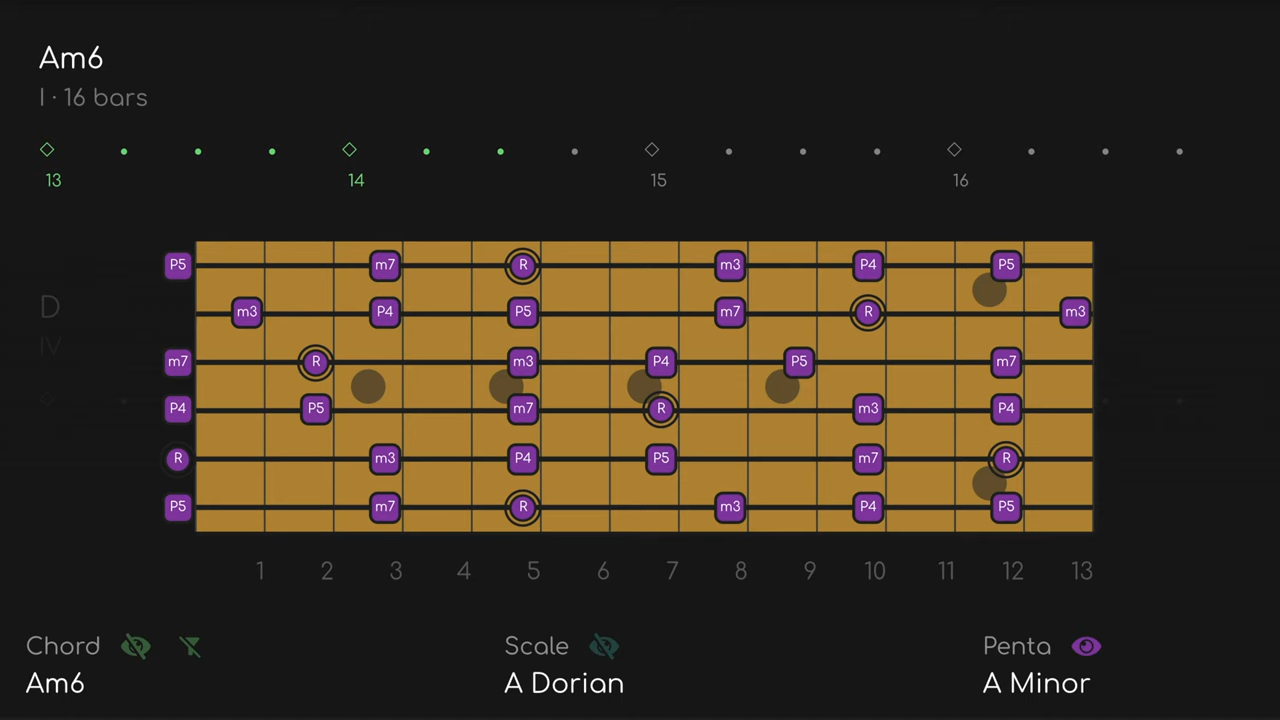 Am6
I · 16 bars
13 14 15 16
P5 m7 R m3 P4 P5
D
m3 P4 P5 m7 R m3
IV
m7 R m3 P4 P5 m7
P4 P5 m7 R m3 P4
R m3 P4 P5 m7 R
P5 m7 R m3 P4 P5
1 2 3 4 5 6 7 8 9 10 11 12 13
Chord Scale Penta
Am6 A Dorian A Minor